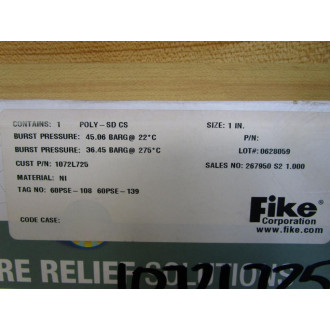 CONTAINS: 1 POLY-SD CS SIZE: 1 IN.
BURST PRESSURE: 45.06 BARG@ 22°C P/N:
BURST PRESSURE: 36.45 BARG@ 275°C LOT#:0628059
CUST P/N: 1072L725 SALES NO: 267950 S2 1.000
MATERIAL: NI
TAG NO: 60PSE-108 60PSE-139
CODE CASE:
Fike
Corporation
www.fike.com
RE RELIEF SOLUTIONS
1072L725